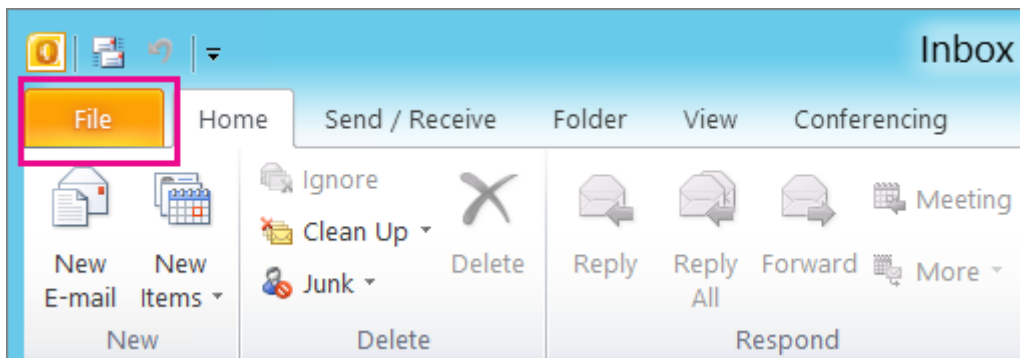 Inbox
File Home Send / Receive Folder View Conferencing
Ignore
Clean Up
Junk
New E-mail
New Items
Delete
Reply
Reply All
Forward
Meeting
More
New Delete Respond